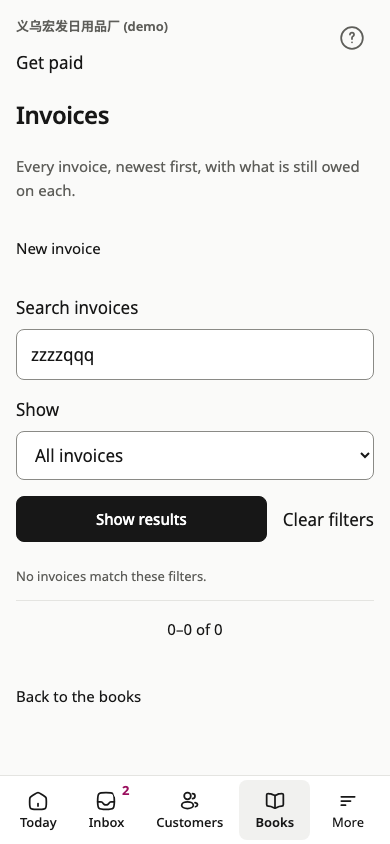 义乌宏发日用品厂 (demo)
Get paid
Invoices
Every invoice, newest first, with what is still owed
on each.
New invoice
Search invoices
zzzzqqq
Show
All invoices
Show results
Clear filters
No invoices match these filters.
0–0 of 0
Back to the books
2
Today
Inbox
Customers
Books
More